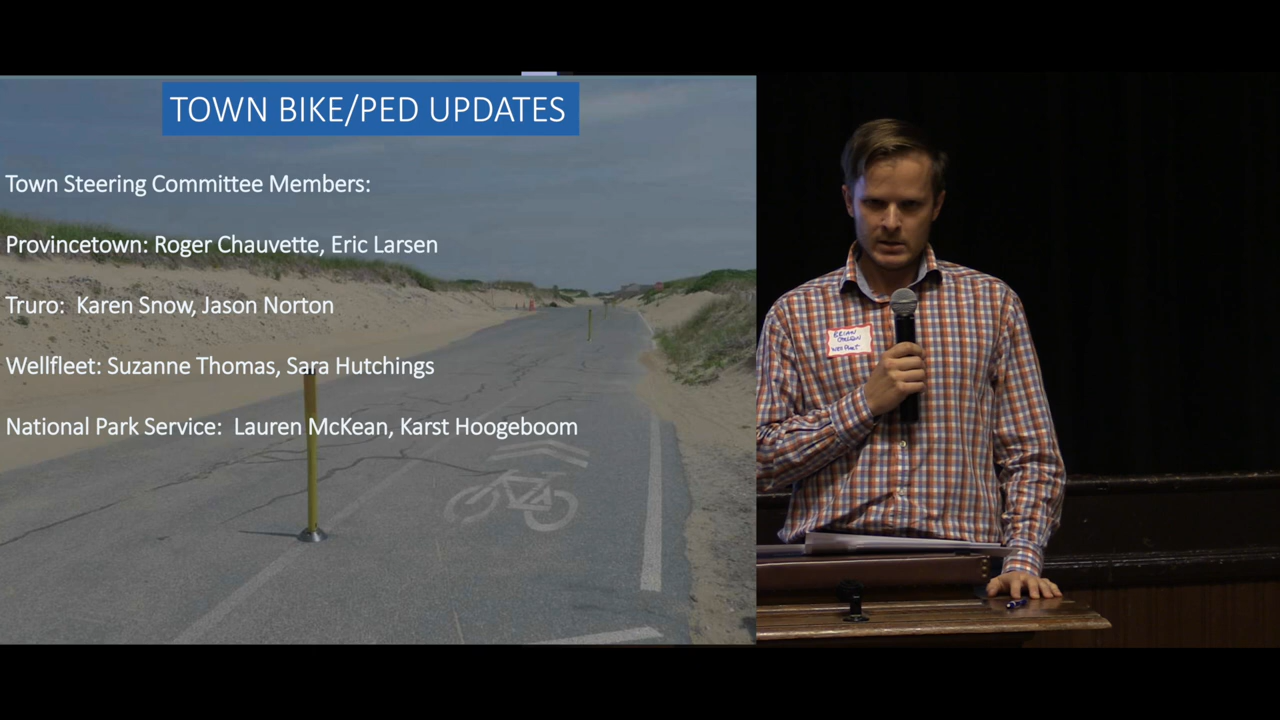 TOWN BIKE/PED UPDATES
Town Steering Committee Members:
Provincetown: Roger Chauvette, Eric Larsen
Truro: Karen Snow, Jason Norton
Wellfleet: Suzanne Thomas, Sara Hutchings
National Park Service: Lauren McKean, Karst Hoogeboom